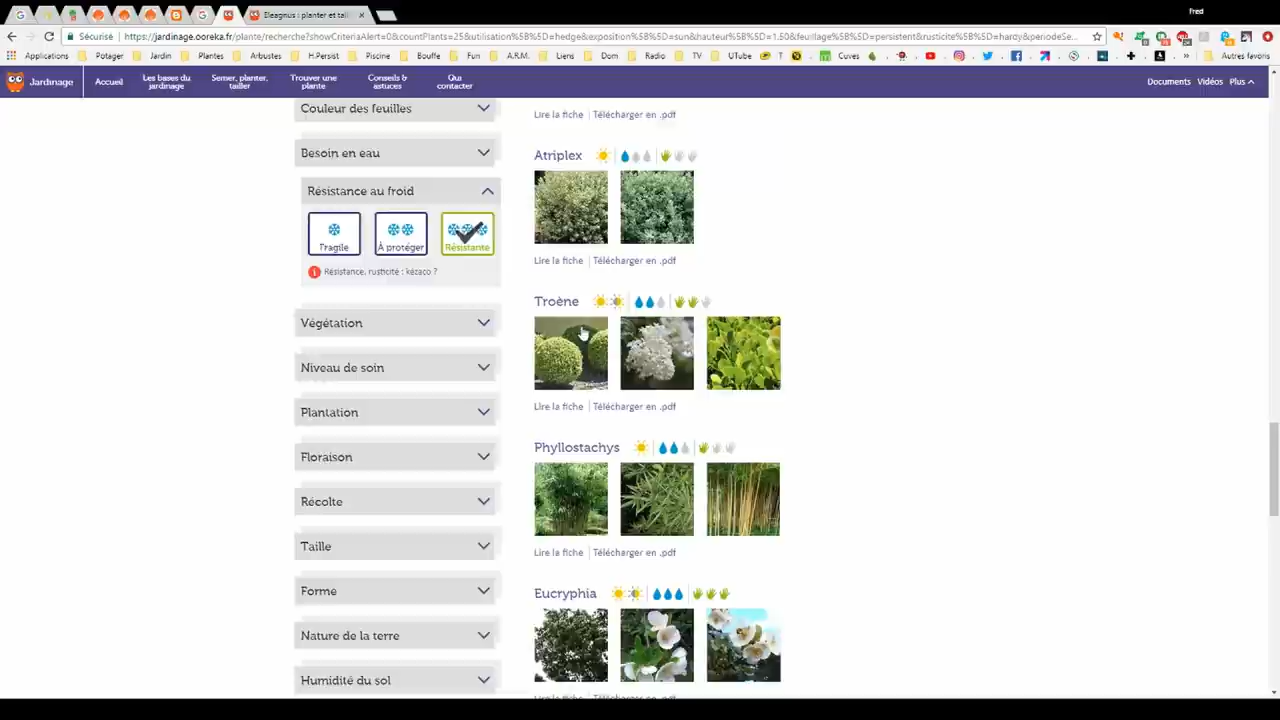 Fred
Eleagnus : planter et tail
Sécurisé
https://jardinage.ooreka.fr/plante/recherche?showCriteriaAlert=0&countPlants=25&utilisation%5B%5D=hedge&exposition%5B%5D=sun&hauteur%5B%5D=1.50&feuillage%5B%5D=persistent&rusticite%5B%5D=hardy&periodeSe...
Applications Potager Jardin Plantes Arbustes H.Persist Piscine Bouffe Fun A.R.M. Liens Dom Radio TV UTube T Cuves » Autres favoris
Jardinage
Accueil
Les bases du jardinage
Semer, planter, tailler
Trouver une plante
Conseils & astuces
Qui contacter
Documents Vidéos Plus
Couleur des feuilles
Lire la fiche | Télécharger en .pdf
Besoin en eau
Atriplex
Résistance au froid
Fragile À protéger Résistante
Lire la fiche | Télécharger en .pdf
Résistance, rusticité : kézaco ?
Troène
Végétation
Niveau de soin
Plantation
Lire la fiche | Télécharger en .pdf
Phyllostachys
Floraison
Récolte
Taille
Lire la fiche | Télécharger en .pdf
Forme
Eucryphia
Nature de la terre
Humidité du sol